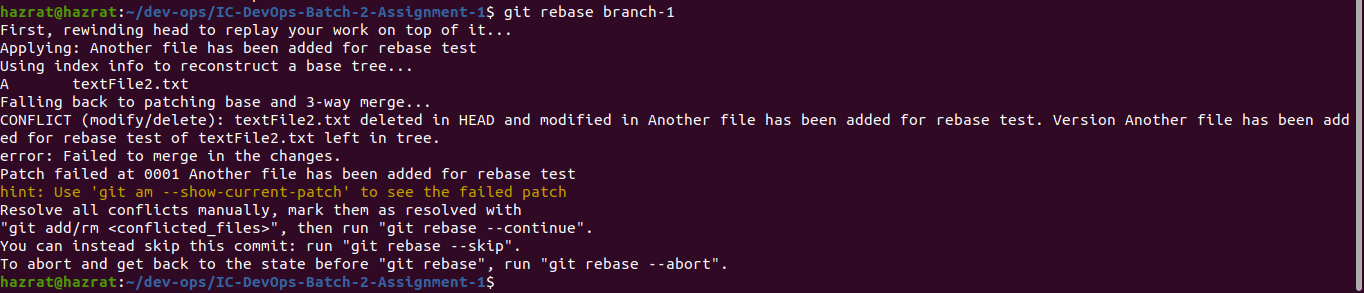 hazrat@hazrat:~/dev-ops/IC-DevOps-Batch-2-Assignment-1$ git rebase branch-1
First, rewinding head to replay your work on top of it...
Applying: Another file has been added for rebase test
Using index info to reconstruct a base tree...
A       textFile2.txt
Falling back to patching base and 3-way merge...
CONFLICT (modify/delete): textFile2.txt deleted in HEAD and modified in Another file has been added for rebase test. Version Another file has been add
ed for rebase test of textFile2.txt left in tree.
error: Failed to merge in the changes.
Patch failed at 0001 Another file has been added for rebase test
hint: Use 'git am --show-current-patch' to see the failed patch
Resolve all conflicts manually, mark them as resolved with
"git add/rm <conflicted_files>", then run "git rebase --continue".
You can instead skip this commit: run "git rebase --skip".
To abort and get back to the state before "git rebase", run "git rebase --abort".
hazrat@hazrat:~/dev-ops/IC-DevOps-Batch-2-Assignment-1$